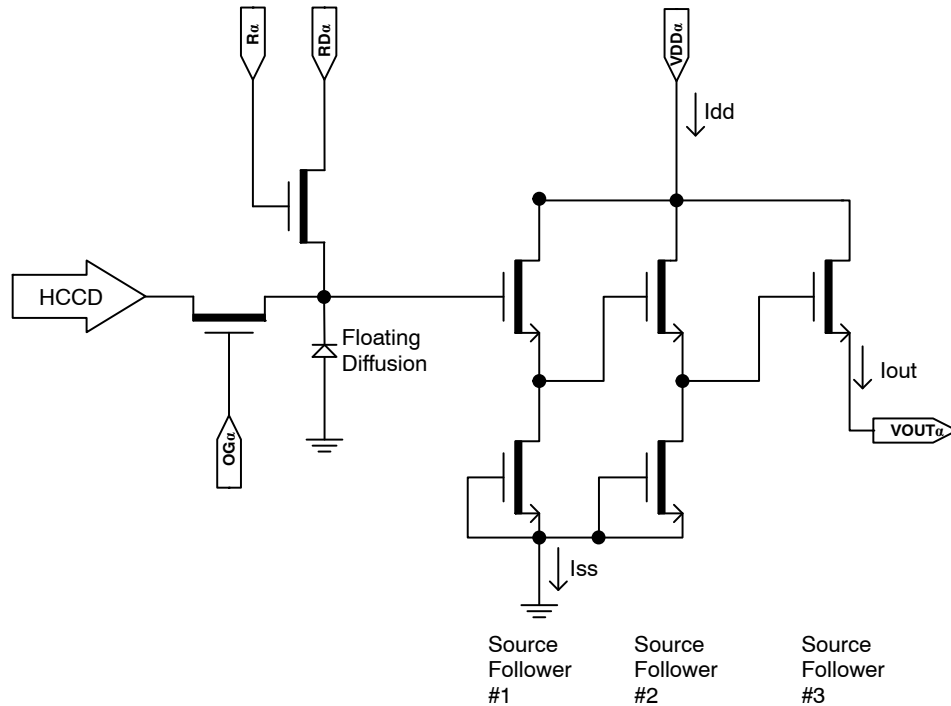 Rα
RDα
VDDα
Idd
HCCD
Floating
Diffusion
Iout
VOUTα
OGα
Iss
Source
Follower
#1
Source
Follower
#2
Source
Follower
#3